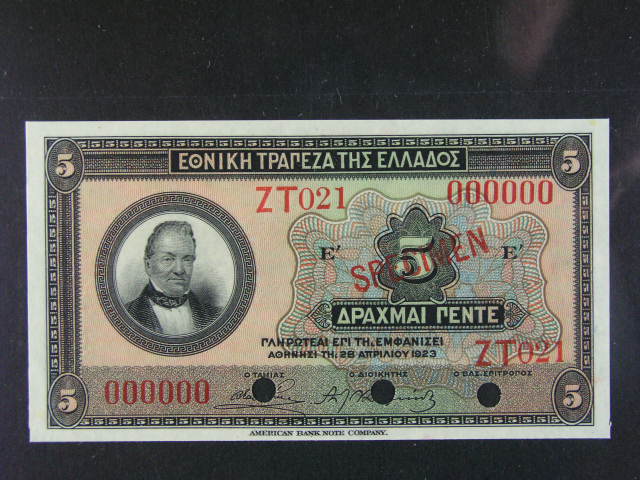 5 5
ΕΘΝΙΚΗ ΤΡΑΠΕΖΑ ΤΗΣ ΕΛΛΑΔΟΣ
ΖΤ021 000000
Ε' 5 Ε'
SPECIMEN
ΔΡΑΧΜΑΙ ΠΕΝΤΕ
ΠΛΗΡΩΤΕΑΙ ΕΠΙ ΤΗ, ΕΜΦΑΝΙΣΕΙ
ΑΘΗΝΗΣΙ ΤΗ, 28 ΑΠΡΙΛΙΟΥ 1923
ΖΤ021
Ο ΤΑΜΙΑΣ Ο ΔΙΟΙΚΗΤΗΣ Ο ΒΑΣ. ΕΠΙΤΡΟΠΟΣ
000000
5 5
AMERICAN BANK NOTE COMPANY.